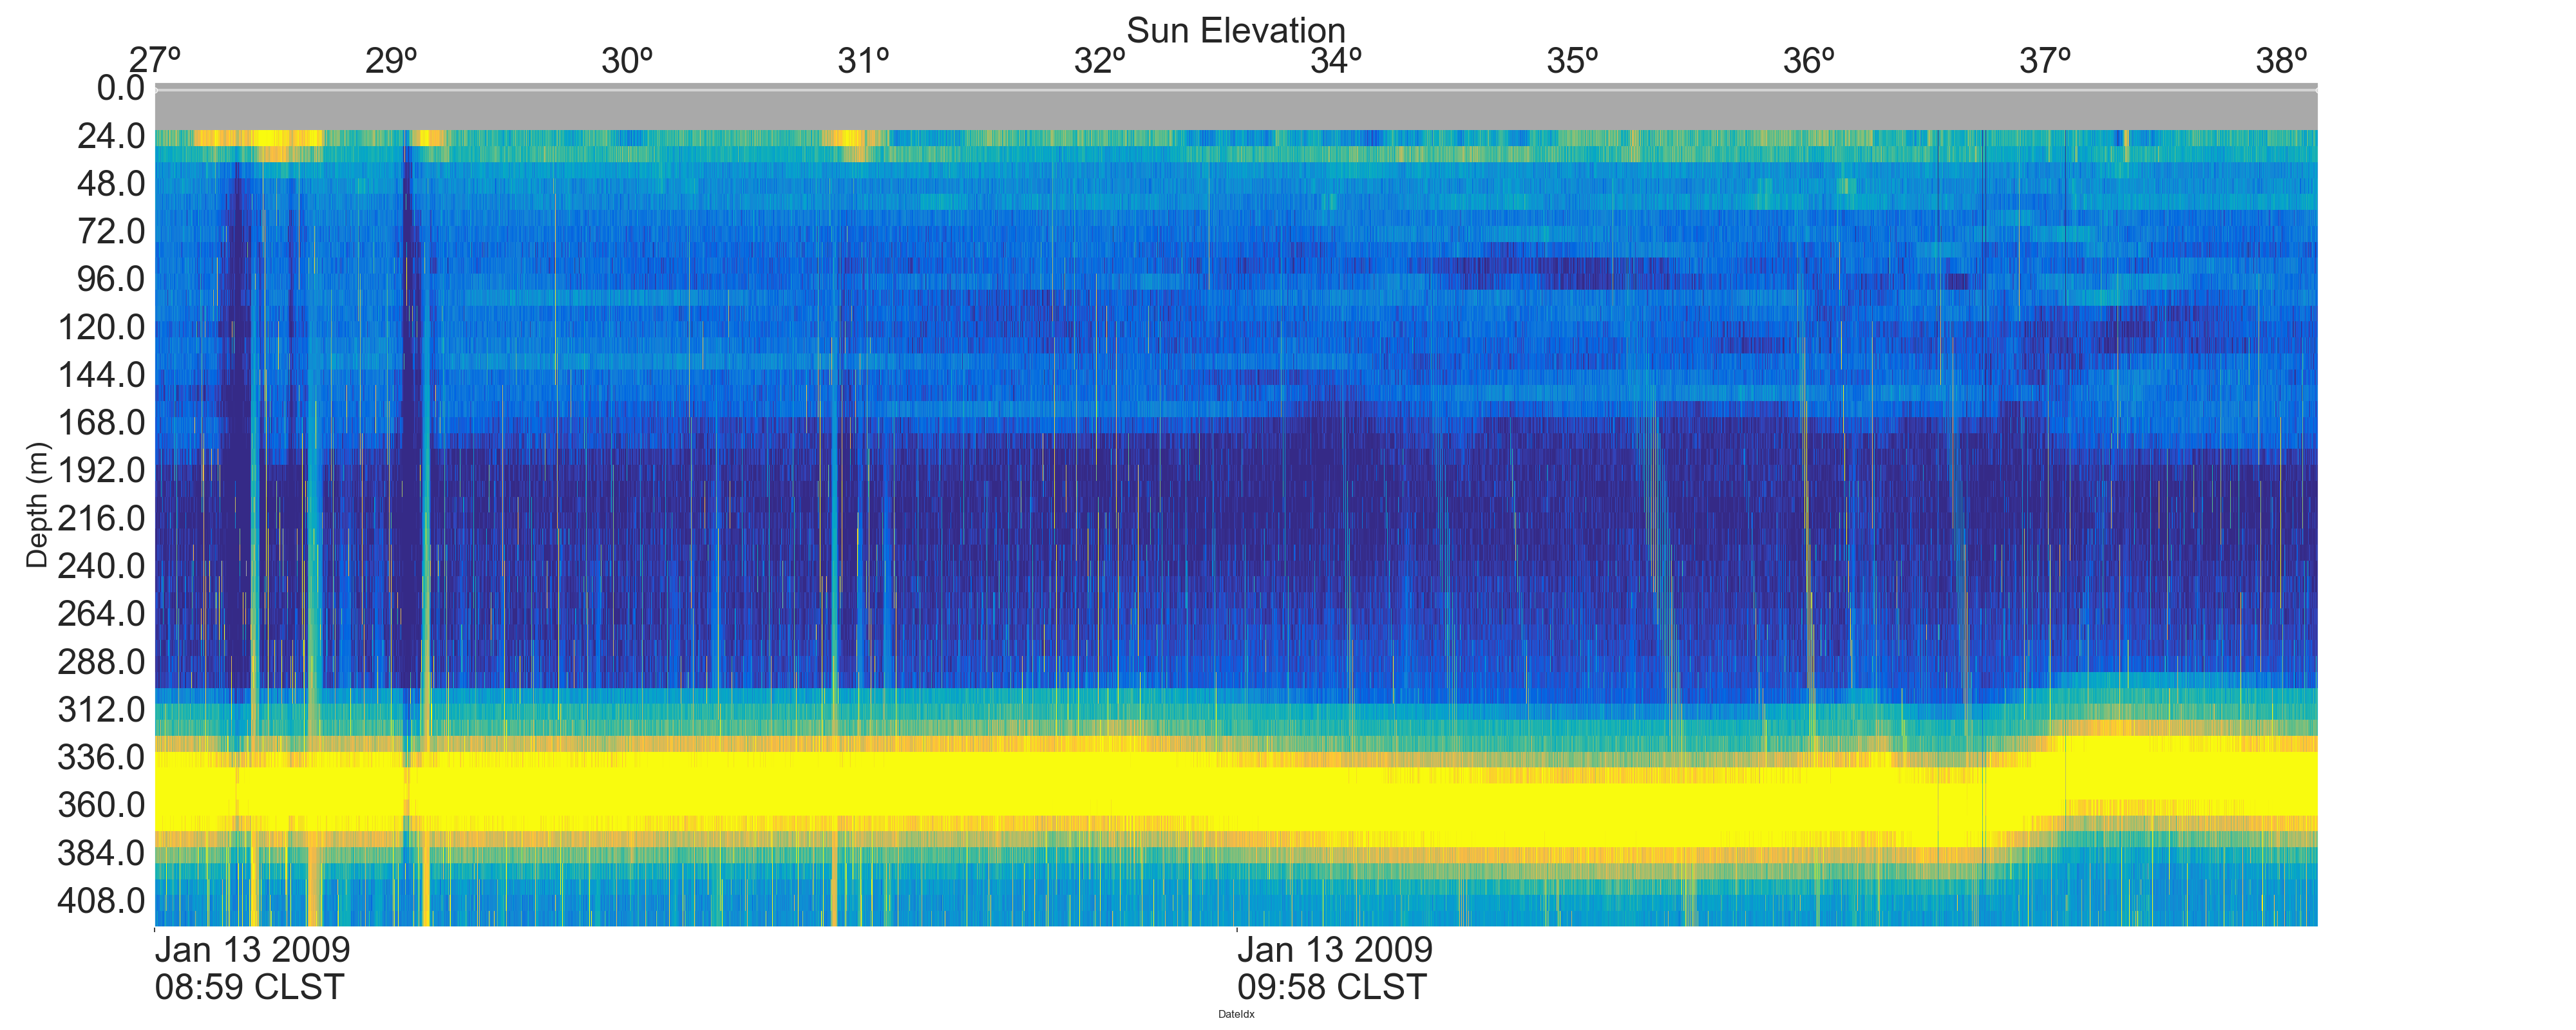 Sun Elevation
27º 29º 30º 31º 32º 34º 35º 36º 37º 38º
0.0
24.0
48.0
72.0
96.0
120.0
144.0
168.0
192.0
216.0
240.0
264.0
288.0
312.0
336.0
360.0
384.0
408.0
Depth (m)
Jan 13 2009
08:59 CLST
Jan 13 2009
09:58 CLST
DateIdx